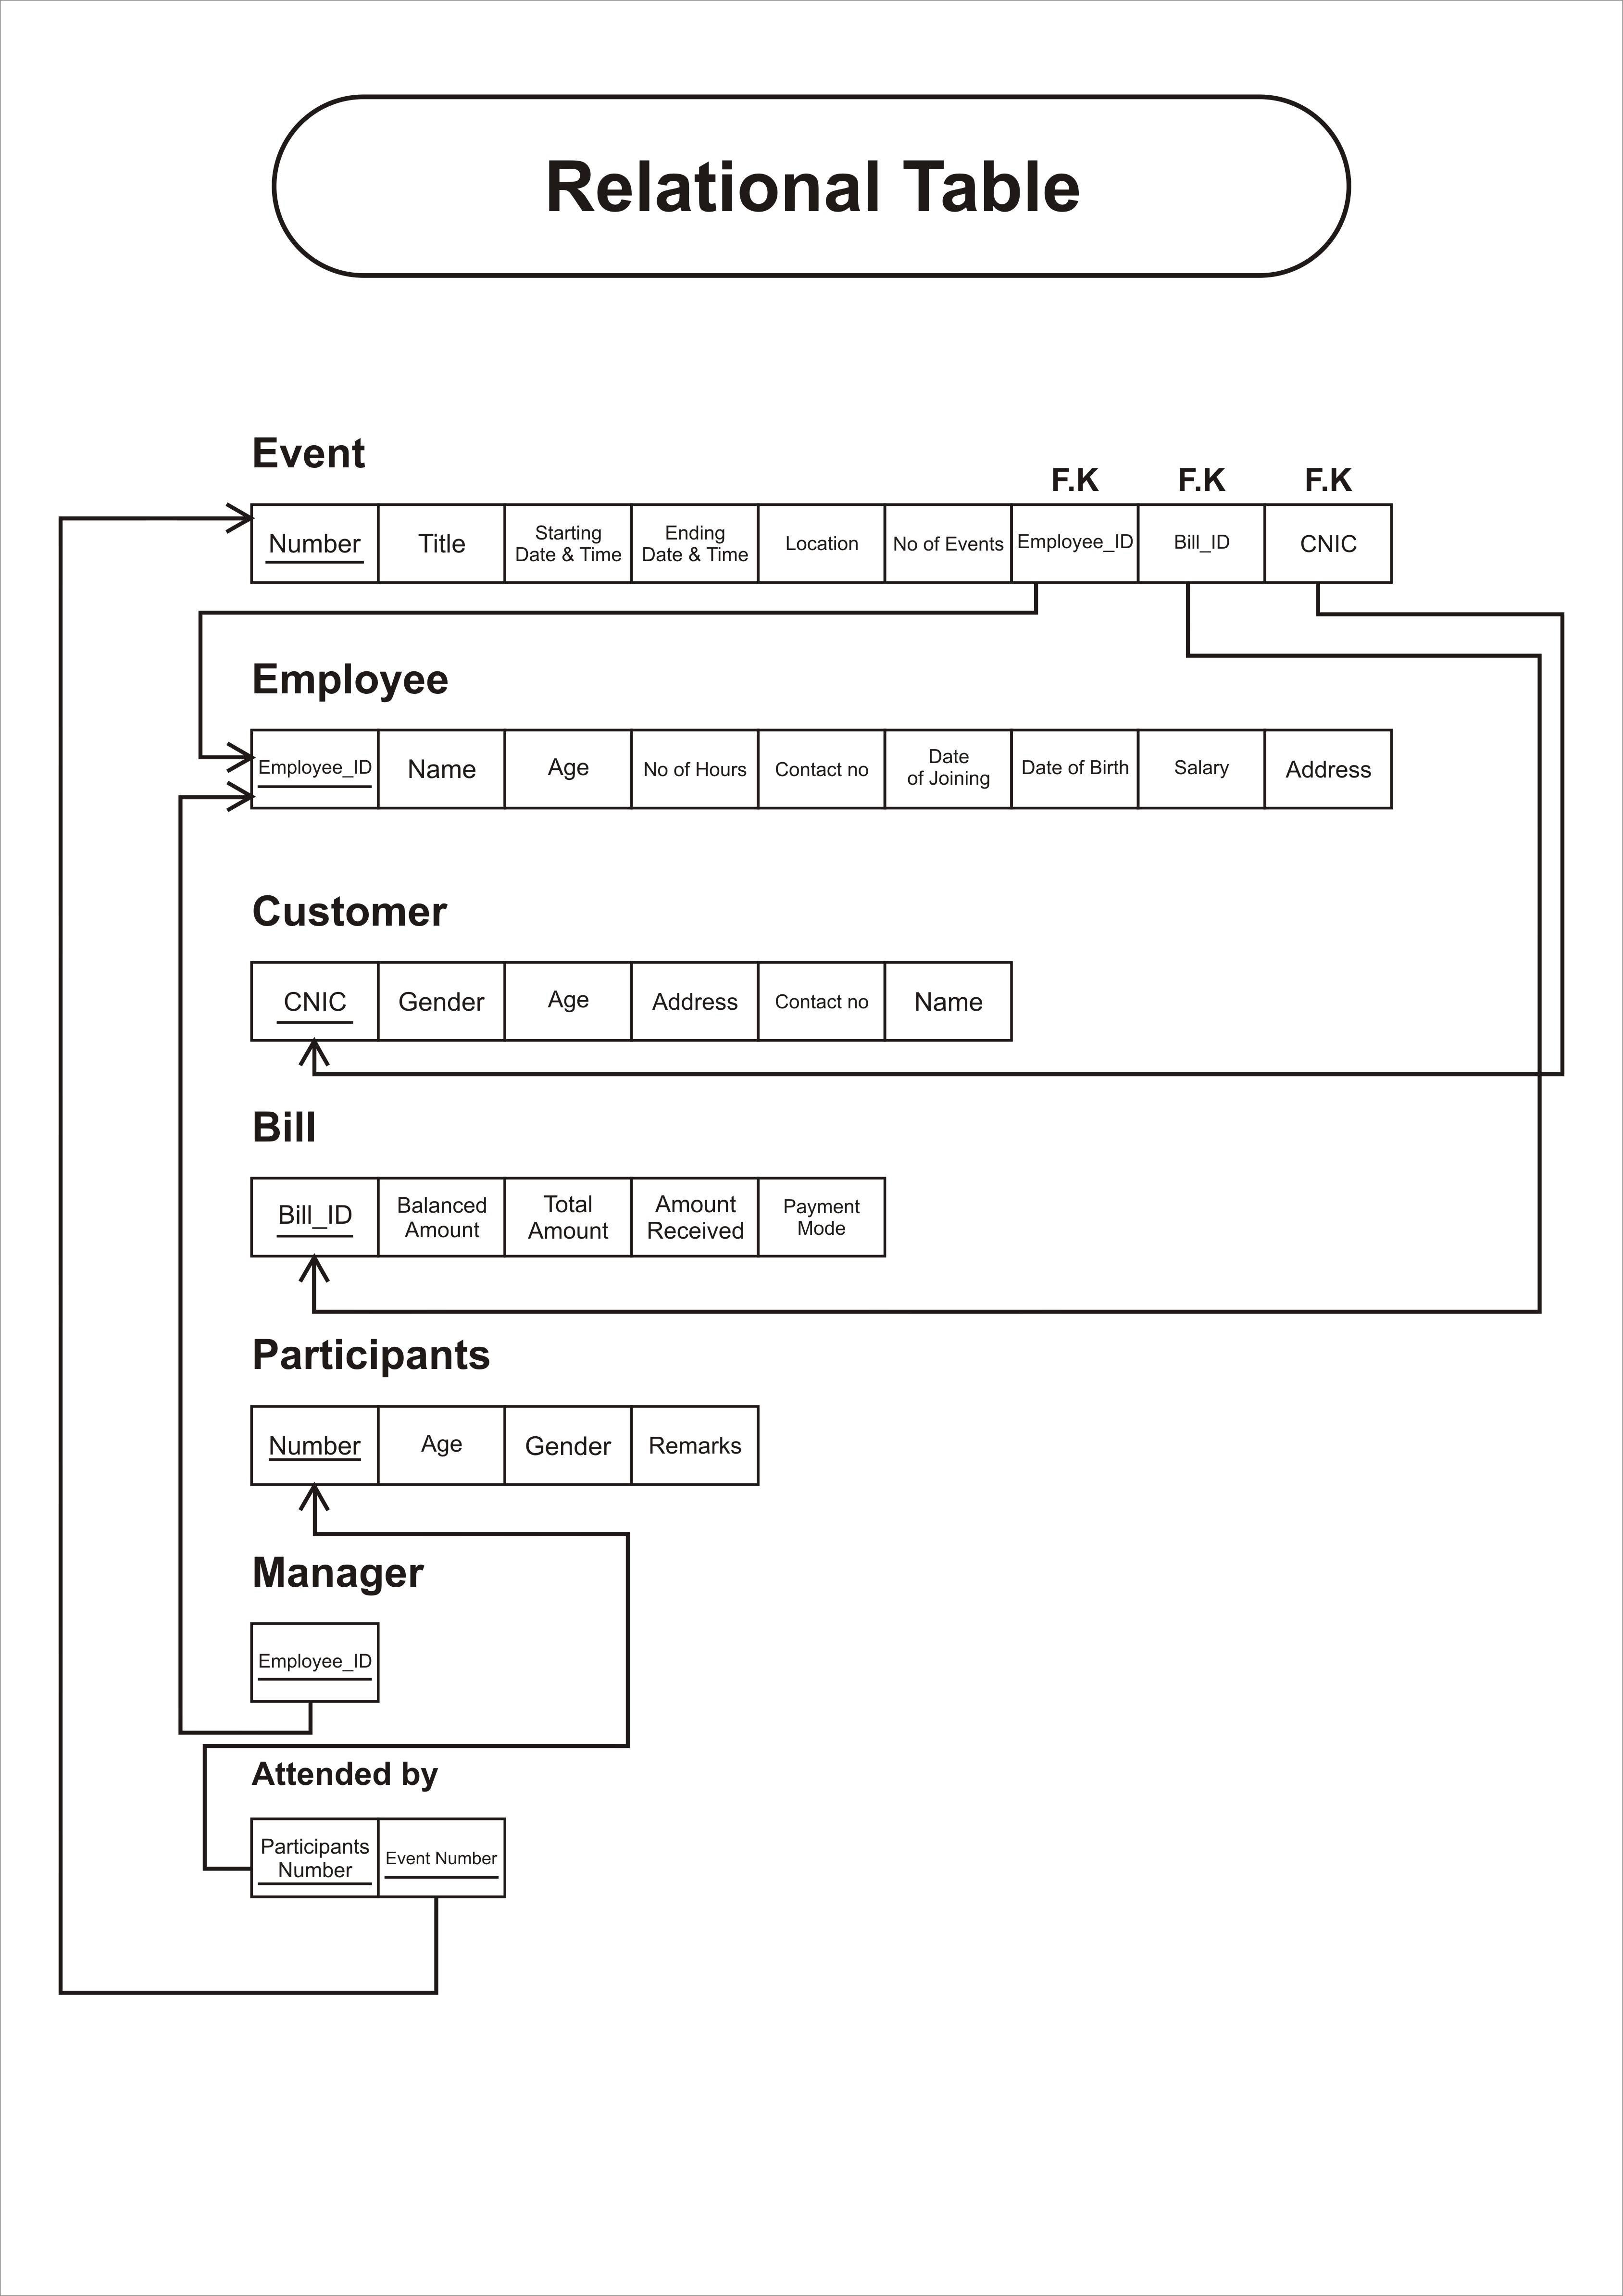 Relational Table
Event
F.K
F.K
F.K
Number
Title
Starting
Date & Time
Ending
Date & Time
Location
No of Events
Employee_ID
Bill_ID
CNIC
Employee
Employee_ID
Name
Age
No of Hours
Contact no
Date
of Joining
Date of Birth
Salary
Address
Customer
CNIC
Gender
Age
Address
Contact no
Name
Bill
Bill_ID
Balanced
Amount
Total
Amount
Amount
Received
Payment
Mode
Participants
Number
Age
Gender
Remarks
Manager
Employee_ID
Attended by
Participants
Number
Event Number